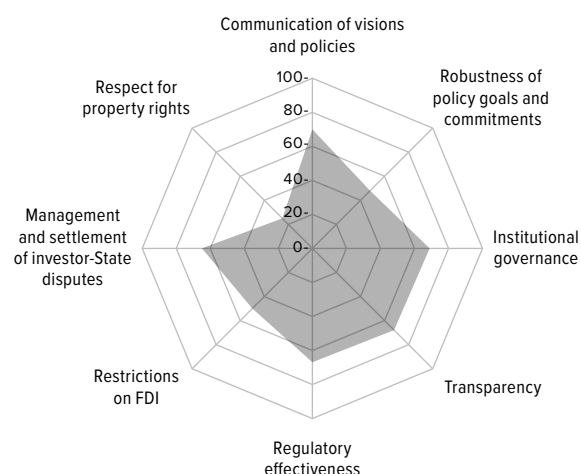 Communication of visions
and policies
Robustness of
policy goals and
commitments
Institutional
governance
Transparency
Regulatory
effectiveness
Restrictions
on FDI
Management
and settlement
of investor-State
disputes
Respect for
property rights
100-
80-
60-
40-
20-
0-